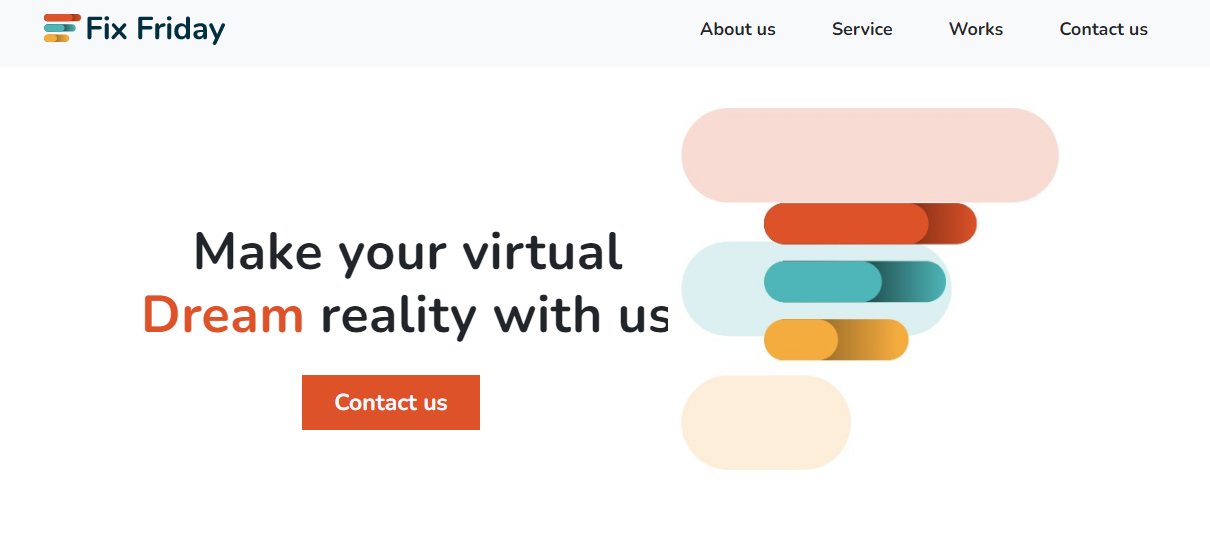 Fix Friday
About us
Service
Works
Contact us
Make your virtual
Dream reality with us
Contact us